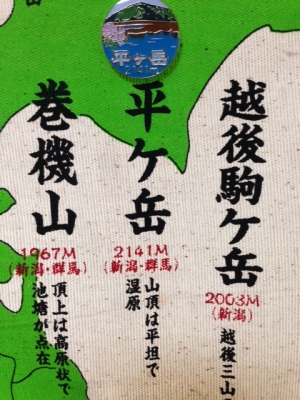 平ヶ岳
越後駒ケ岳
2003M
(新潟)
越後三山
平ケ岳
2141M
(新潟・群馬)
山頂は平坦で
湿原
巻機山
1967M
(新潟・群馬)
頂上は高原状で
池塘が点在